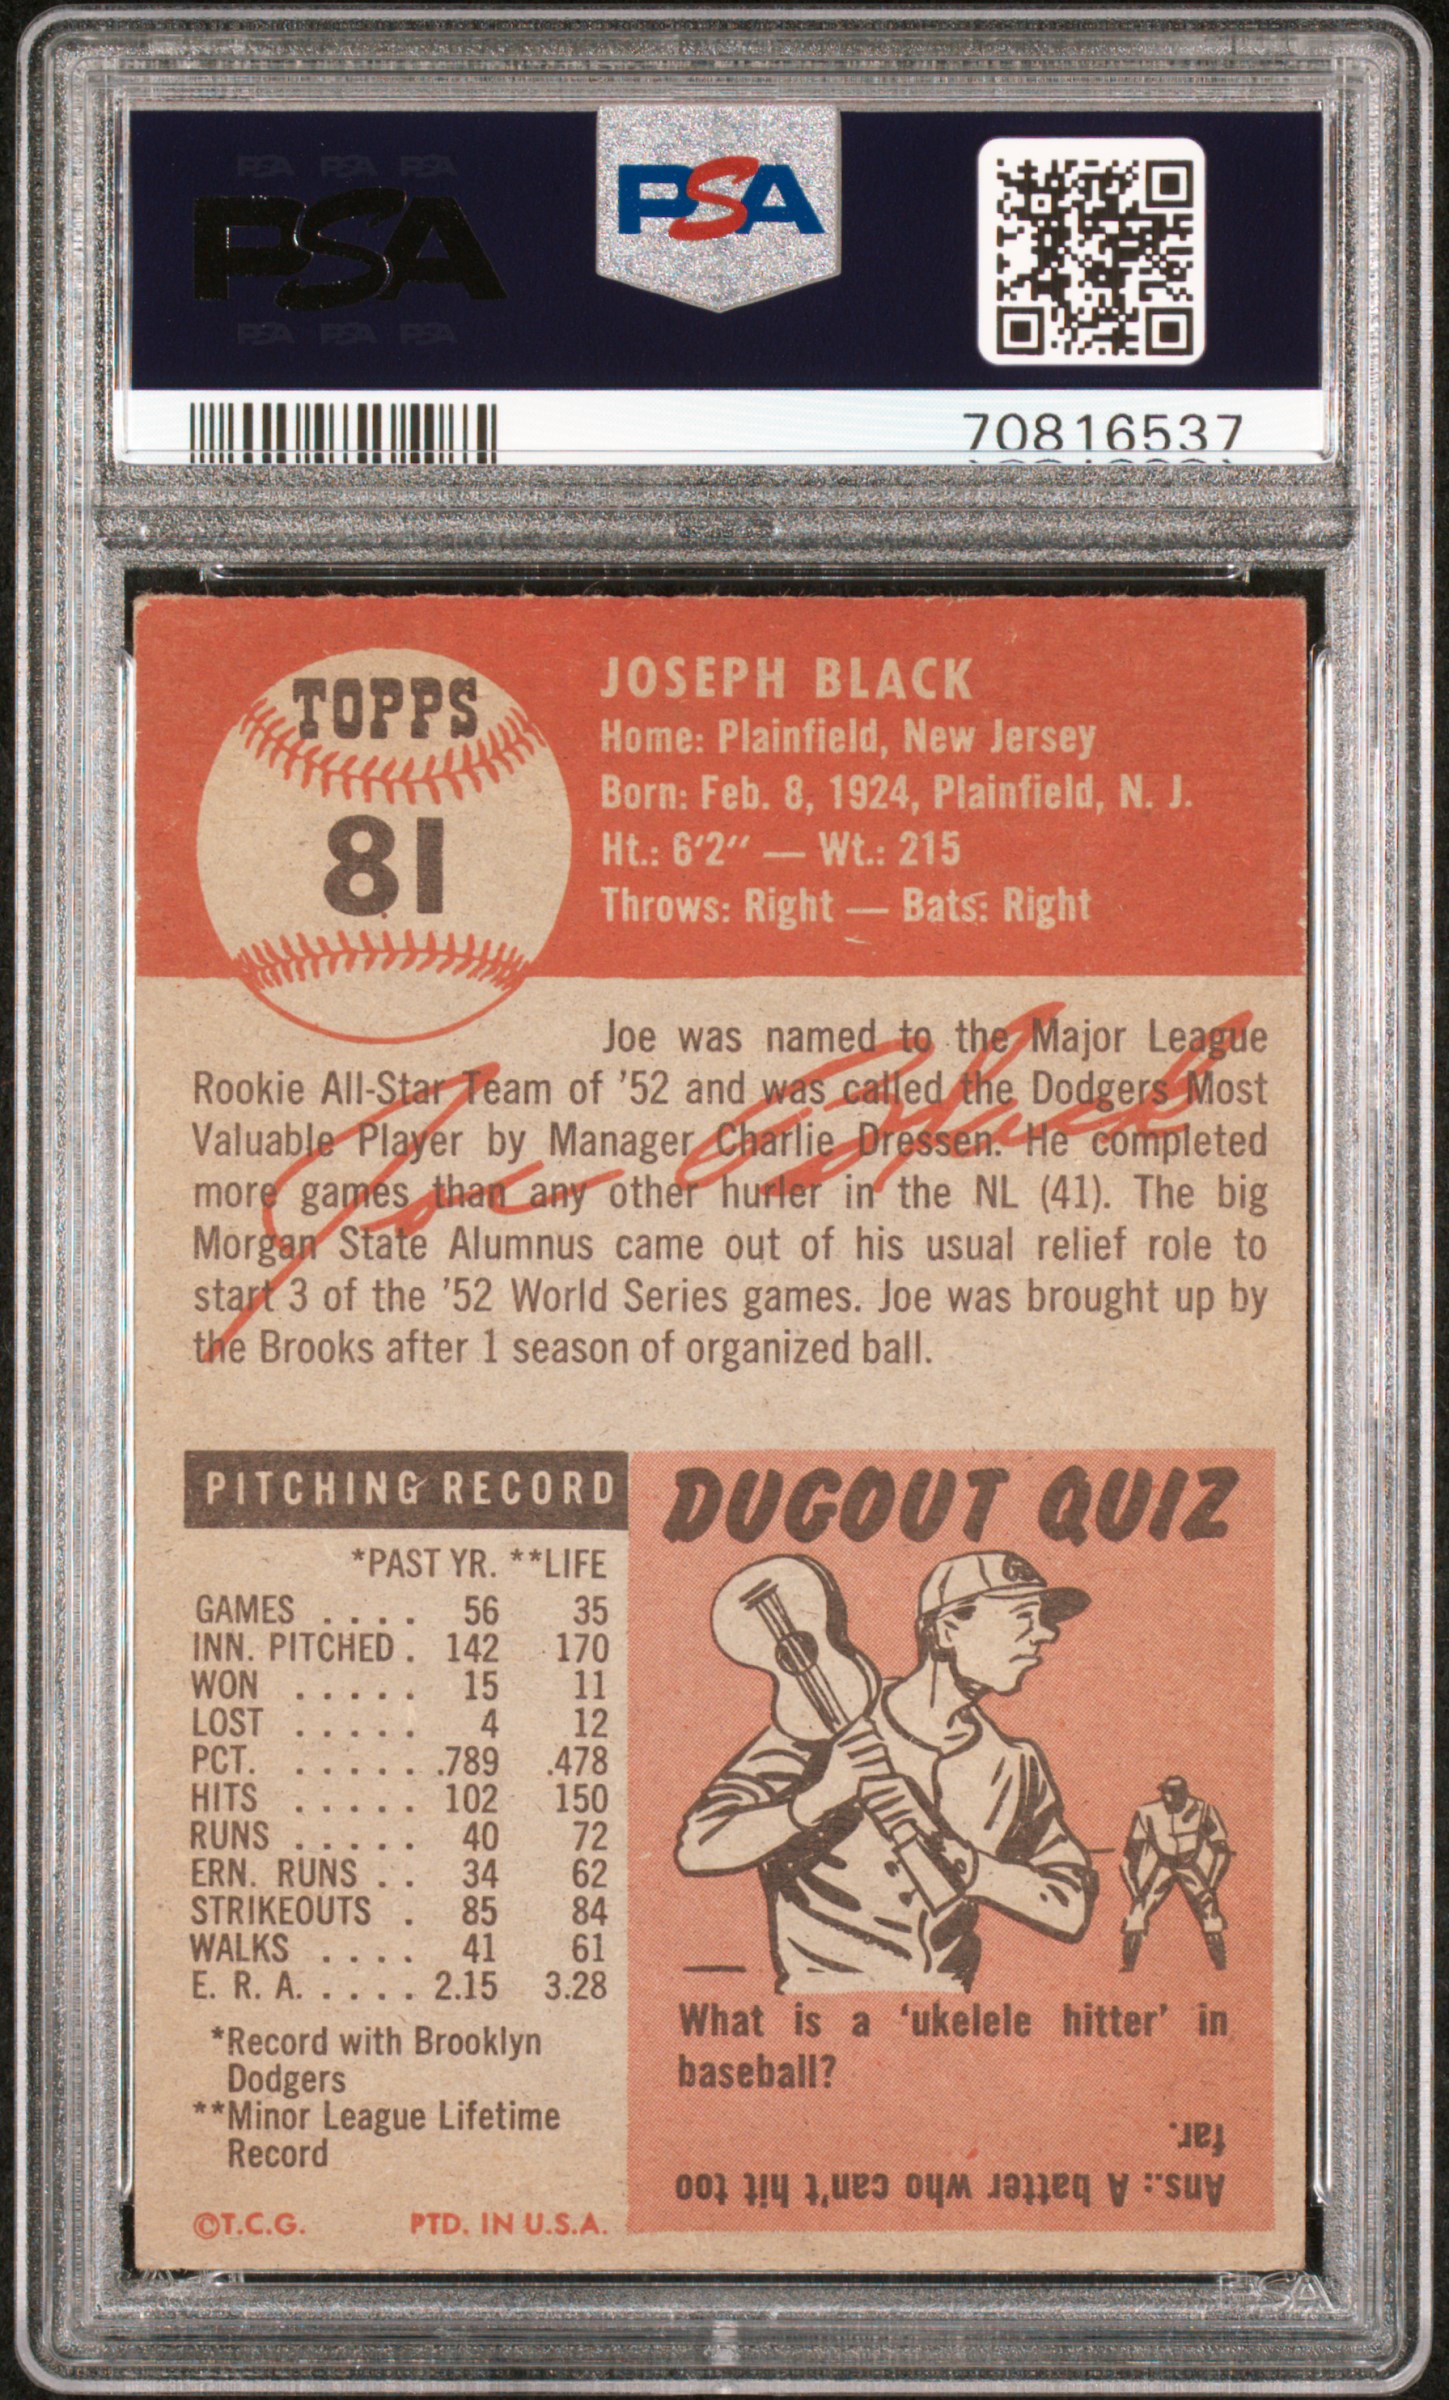 PSA PSA PSA
PSA
PSA PSA PSA
PSA
70816537
TOPPS
81
JOSEPH BLACK
Home: Plainfield, New Jersey
Born: Feb. 8, 1924, Plainfield, N. J.
Ht.: 6'2" — Wt.: 215
Throws: Right — Bats: Right
Joe was named to the Major League
Rookie All-Star Team of '52 and was called the Dodgers Most
Valuable Player by Manager Charlie Dressen. He completed
more games than any other hurler in the NL (41). The big
Morgan State Alumnus came out of his usual relief role to
start 3 of the '52 World Series games. Joe was brought up by
the Brooks after 1 season of organized ball.
Joe Black
PITCHING RECORD
*PAST YR. **LIFE
GAMES .... 56 35
INN. PITCHED . 142 170
WON ..... 15 11
LOST ..... 4 12
PCT. ...... .789 .478
HITS ..... 102 150
RUNS ..... 40 72
ERN. RUNS .. 34 62
STRIKEOUTS . 85 84
WALKS .... 41 61
E. R. A. ..... 2.15 3.28
*Record with Brooklyn
Dodgers
**Minor League Lifetime
Record
©T.C.G. PTD. IN U.S.A.
DUGOUT QUIZ
What is a 'ukelele hitter' in
baseball?
Ans.: A batter who can't hit too
far.
PSA